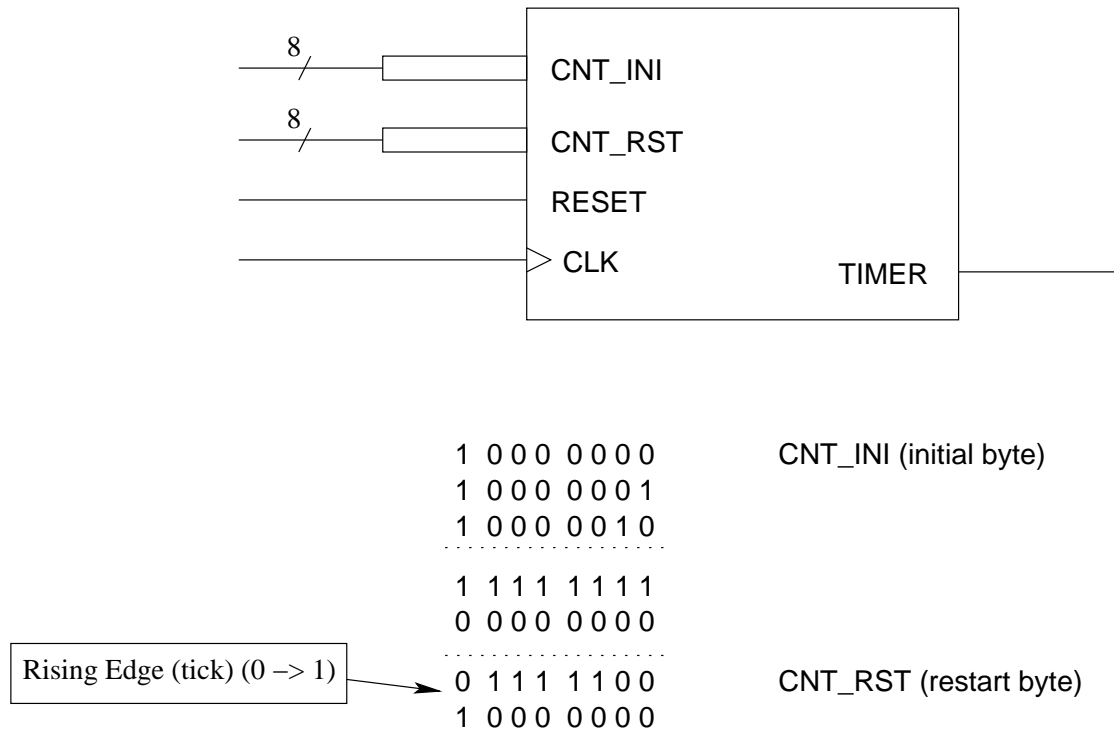 8
CNT_INI
8
CNT_RST
RESET
CLK
TIMER
1 000 0000 CNT_INI (initial byte)
1 000 0001
1 000 0010
1 111 1111
0 000 0000
Rising Edge (tick) (0 −> 1)
0 111 1100 CNT_RST (restart byte)
1 000 0000